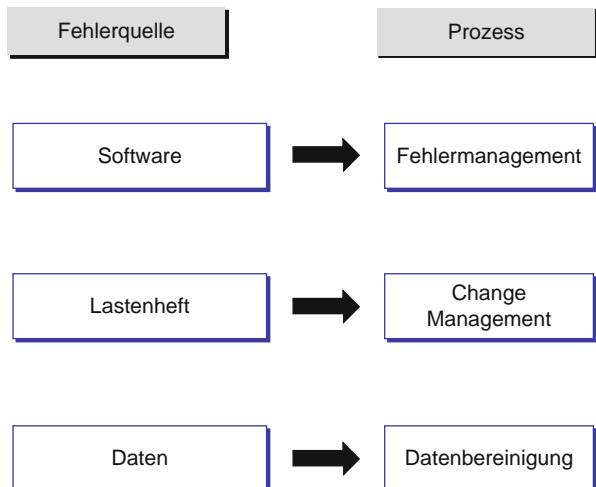 Fehlerquelle
Prozess
Software
Fehlermanagement
Lastenheft
Change
Management
Daten
Datenbereinigung